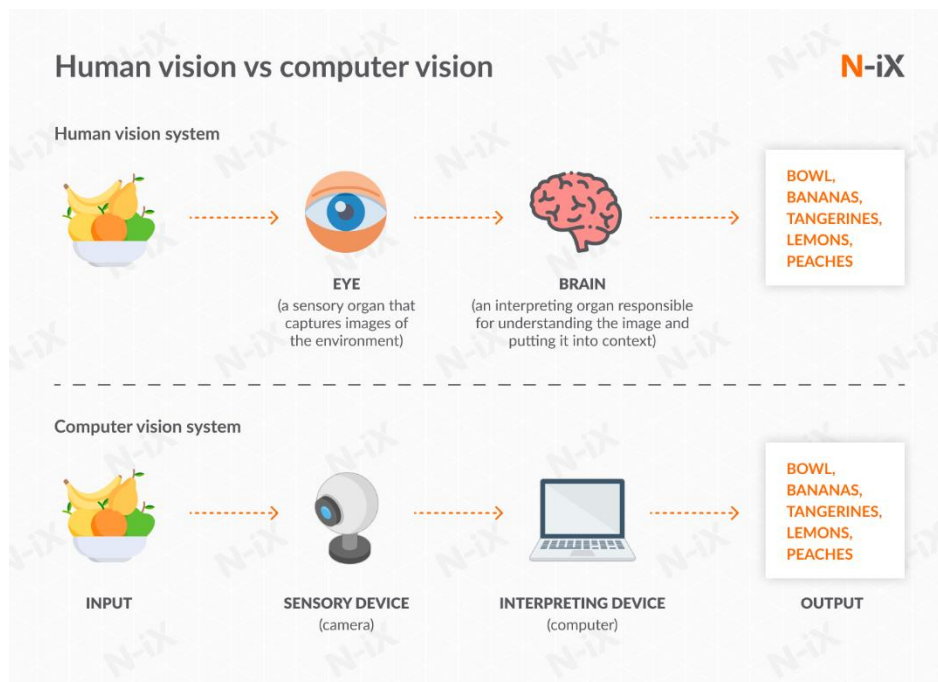 Human vision vs computer vision
N-iX
Human vision system
EYE
(a sensory organ that
captures images of
the environment)
BRAIN
(an interpreting organ responsible
for understanding the image and
putting it into context)
BOWL,
BANANAS,
TANGERINES,
LEMONS,
PEACHES
Computer vision system
BOWL,
BANANAS,
TANGERINES,
LEMONS,
PEACHES
INPUT
SENSORY DEVICE
(camera)
INTERPRETING DEVICE
(computer)
OUTPUT